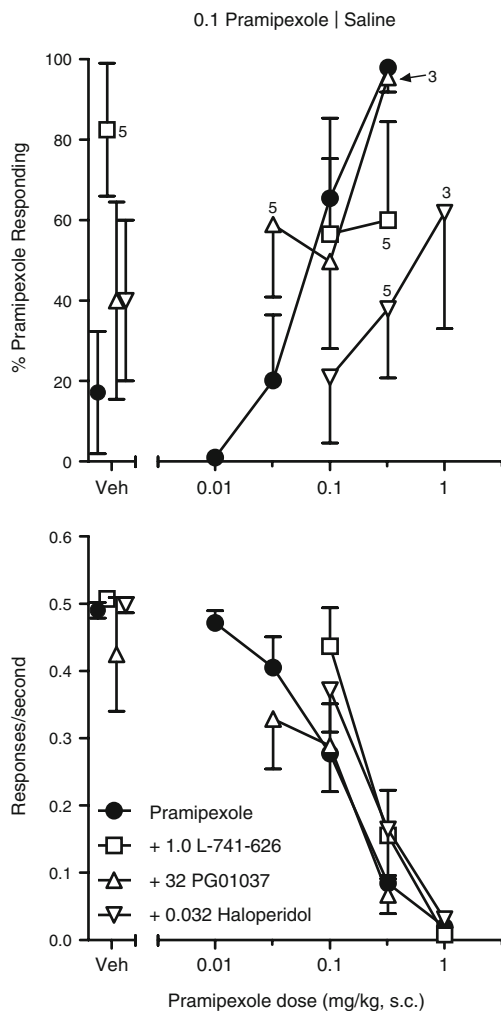 0.1 Pramipexole | Saline
% Pramipexole Responding
100
80
60
40
20
0
5
5
3
5
5
3
Veh
0.01
0.1
1
Responses/second
0.6
0.5
0.4
0.3
0.2
0.1
0.0
Pramipexole
+ 1.0 L-741-626
+ 32 PG01037
+ 0.032 Haloperidol
Veh
0.01
0.1
1
Pramipexole dose (mg/kg, s.c.)